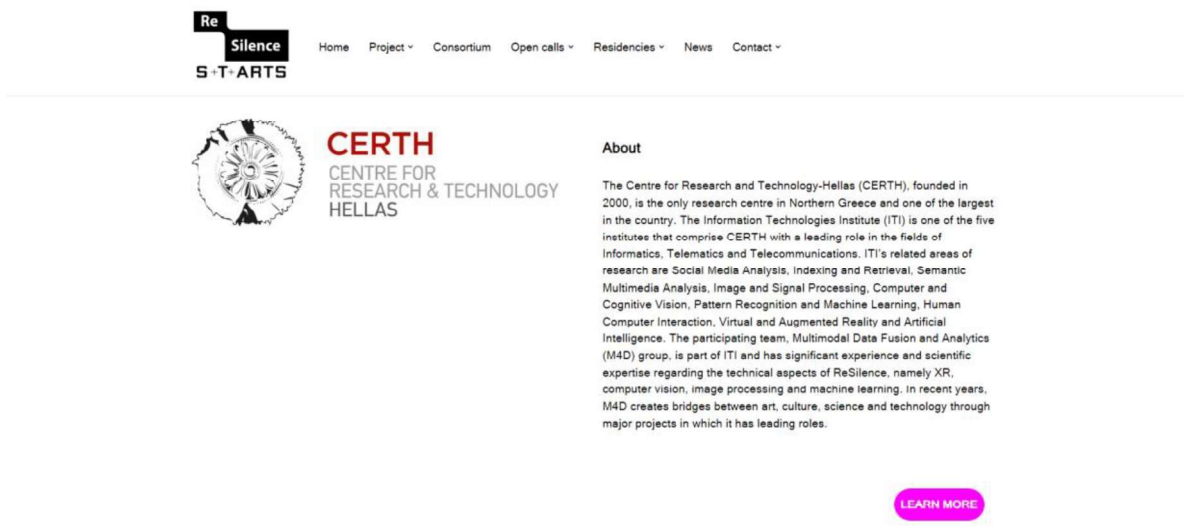 Re
Silence
S+T+ARTS
Home Project Consortium Open calls Residencies News Contact
CERTH
CENTRE FOR
RESEARCH & TECHNOLOGY
HELLAS
About
The Centre for Research and Technology-Hellas (CERTH), founded in
2000, is the only research centre in Northern Greece and one of the largest
in the country. The Information Technologies Institute (ITI) is one of the five
institutes that comprise CERTH with a leading role in the fields of
Informatics, Telematics and Telecommunications. ITI's related areas of
research are Social Media Analysis, Indexing and Retrieval, Semantic
Multimedia Analysis, Image and Signal Processing, Computer and
Cognitive Vision, Pattern Recognition and Machine Learning, Human
Computer Interaction, Virtual and Augmented Reality and Artificial
Intelligence. The participating team, Multimodal Data Fusion and Analytics
(M4D) group, is part of ITI and has significant experience and scientific
expertise regarding the technical aspects of ReSilence, namely XR,
computer vision, image processing and machine learning. In recent years,
M4D creates bridges between art, culture, science and technology through
major projects in which it has leading roles.
LEARN MORE